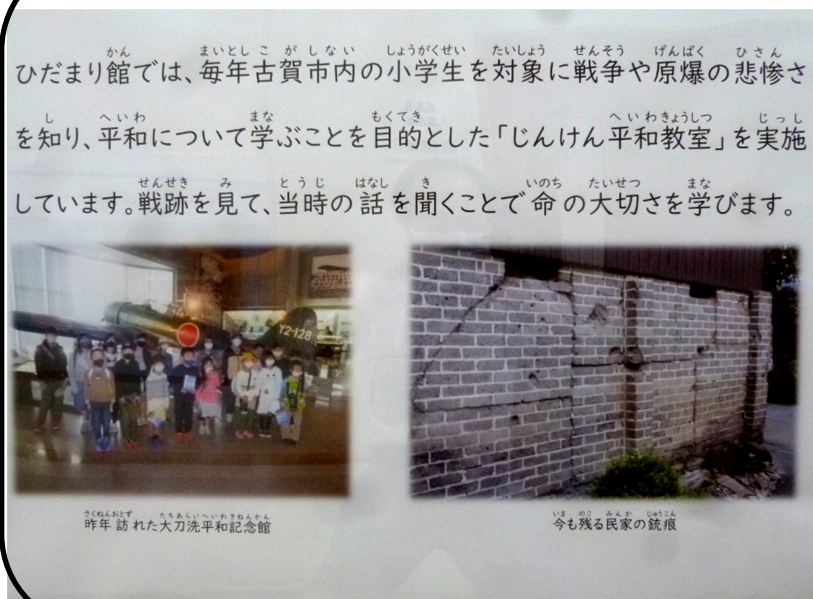 ひだまり館では、毎年古賀市内の小学生を対象に戦争や原爆の悲惨さ
を知り、平和について学ぶことを目的とした「じんけん平和教室」を実施
しています。戦跡を見て、当時の話を聞くことで命の大切さを学びます。
Y2-128
昨年訪れた大刀洗平和記念館
今も残る民家の銃痕